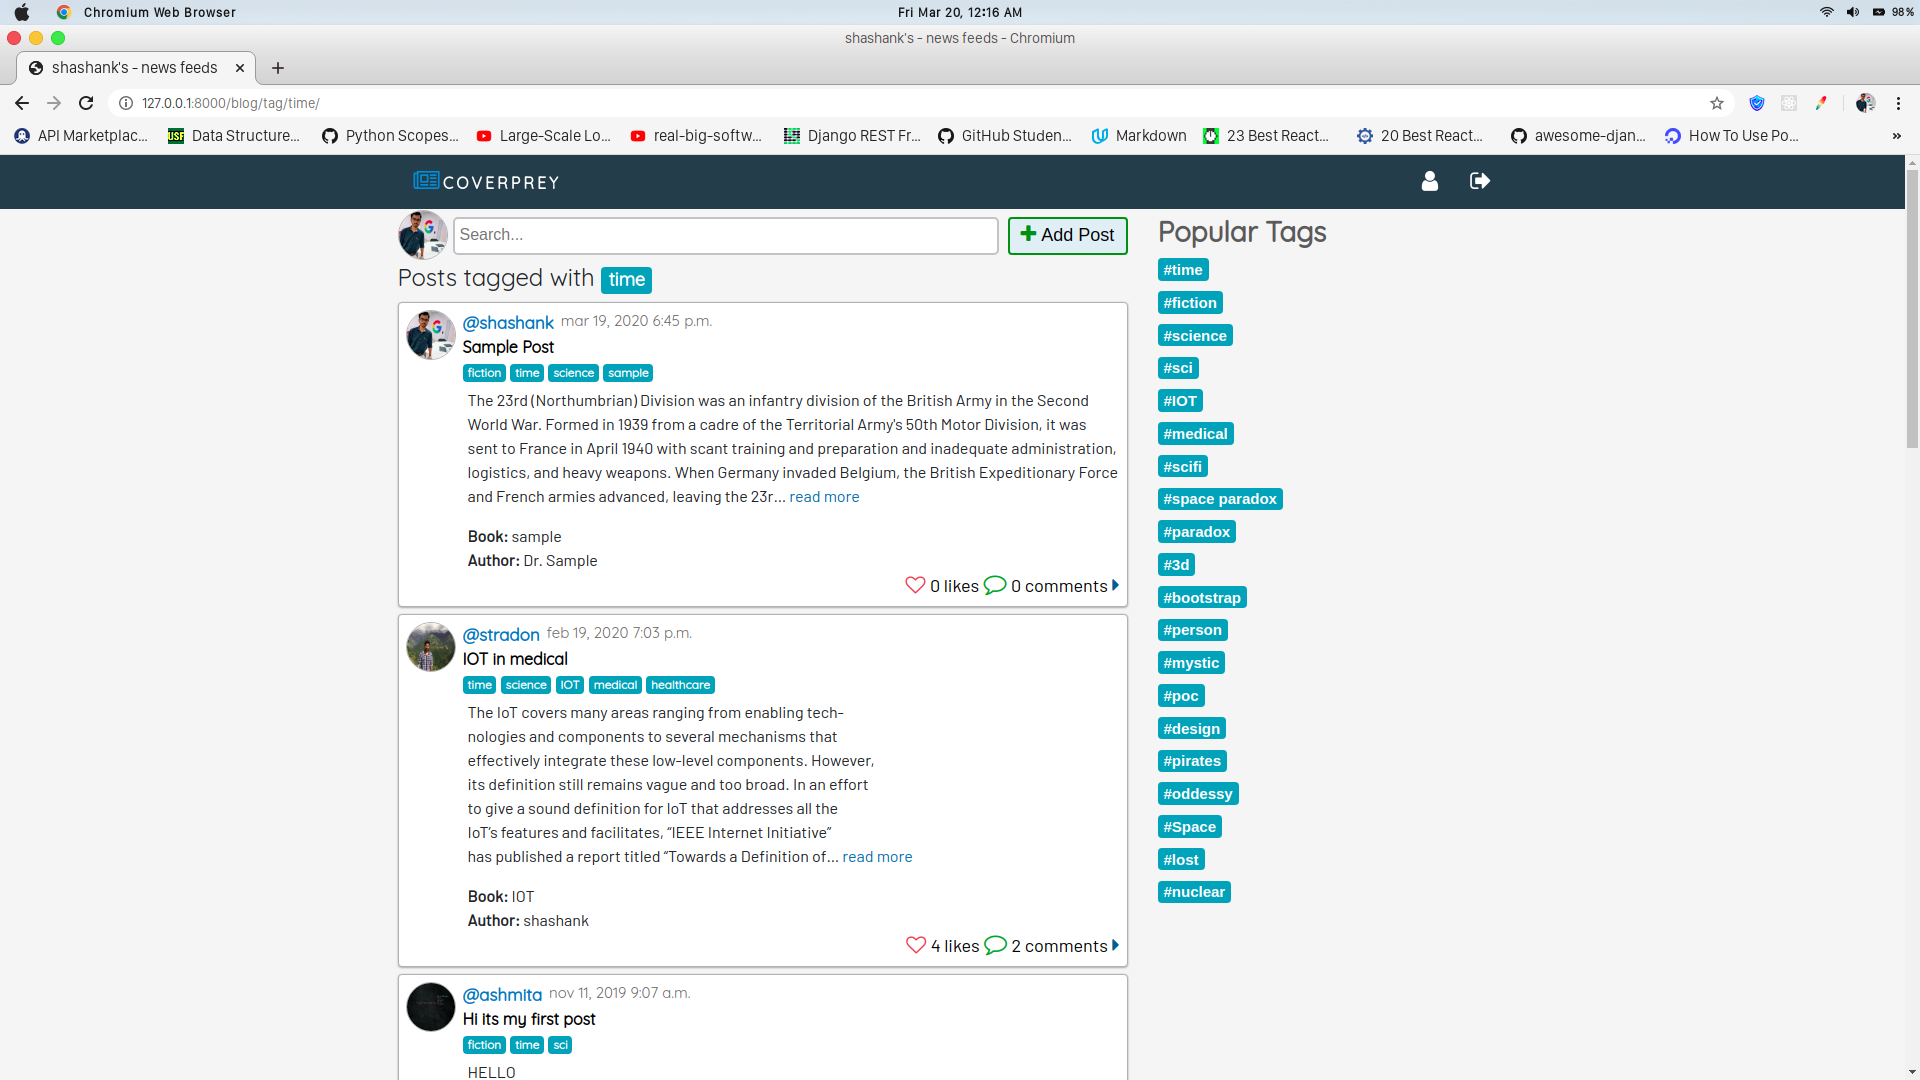 Chromium Web Browser
Fri Mar 20, 12:16 AM
98%
shashank's - news feeds - Chromium
shashank's - news feeds
127.0.0.1:8000/blog/tag/time/
API Marketplac...
USF Data Structure...
Python Scopes...
Large-Scale Lo...
real-big-softw...
Django REST Fr...
GitHub Studen...
Markdown
23 Best React...
20 Best React...
awesome-djan...
How To Use Po...
»
COVERPREY
Search...
Add Post
Posts tagged with time
@shashank mar 19, 2020 6:45 p.m.
Sample Post
fiction time science sample
The 23rd (Northumbrian) Division was an infantry division of the British Army in the Second
World War. Formed in 1939 from a cadre of the Territorial Army's 50th Motor Division, it was
sent to France in April 1940 with scant training and preparation and inadequate administration,
logistics, and heavy weapons. When Germany invaded Belgium, the British Expeditionary Force
and French armies advanced, leaving the 23r... read more
Book: sample
Author: Dr. Sample
0 likes 0 comments
@stradon feb 19, 2020 7:03 p.m.
IOT in medical
time science IOT medical healthcare
The IoT covers many areas ranging from enabling tech-
nologies and components to several mechanisms that
effectively integrate these low-level components. However,
its definition still remains vague and too broad. In an effort
to give a sound definition for IoT that addresses all the
IoT's features and facilitates, “IEEE Internet Initiative”
has published a report titled “Towards a Definition of... read more
Book: IOT
Author: shashank
4 likes 2 comments
@ashmita nov 11, 2019 9:07 a.m.
Hi its my first post
fiction time sci
HELLO
Popular Tags
#time
#fiction
#science
#sci
#IOT
#medical
#scifi
#space paradox
#paradox
#3d
#bootstrap
#person
#mystic
#poc
#design
#pirates
#oddessy
#Space
#lost
#nuclear